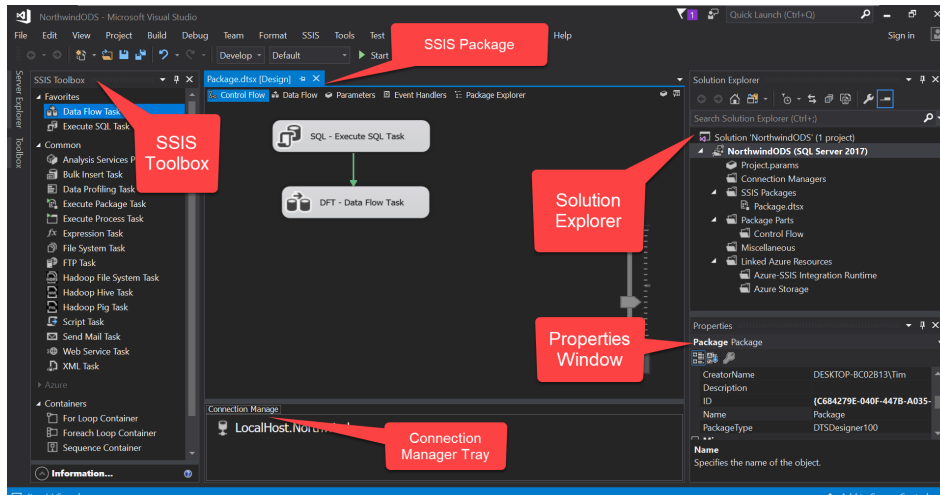 NorthwindODS - Microsoft Visual Studio
1
Quick Launch (Ctrl+Q)
File Edit View Project Build Debug Team Format SSIS Tools Test Help
Sign in
Develop Default Start
SSIS Package
Server Explorer
Toolbox
SSIS Toolbox
Favorites
Data Flow Task
Execute SQL Task
Common
Analysis Services P
Bulk Insert Task
Data Profiling Task
Execute Package Task
Execute Process Task
Expression Task
File System Task
FTP Task
Hadoop File System Task
Hadoop Hive Task
Hadoop Pig Task
Script Task
Send Mail Task
Web Service Task
XML Task
Azure
Containers
For Loop Container
Foreach Loop Container
Sequence Container
Information...
SSIS
Toolbox
Package.dtsx [Design]
Control Flow Data Flow Parameters Event Handlers Package Explorer
SQL - Execute SQL Task
DFT - Data Flow Task
Solution
Explorer
Properties
Window
Connection Manage
LocalHost.
Connection
Manager Tray
Solution Explorer
Search Solution Explorer (Ctrl+;)
Solution 'NorthwindODS' (1 project)
NorthwindODS (SQL Server 2017)
Project.params
Connection Managers
SSIS Packages
Package.dtsx
Package Parts
Control Flow
Miscellaneous
Linked Azure Resources
Azure-SSIS Integration Runtime
Azure Storage
Properties
Package Package
CreatorName DESKTOP-BC02B13\Tim
Description
ID {C684279E-040F-447B-A035-
Name Package
PackageType DTSDesigner100
Name
Specifies the name of the object.